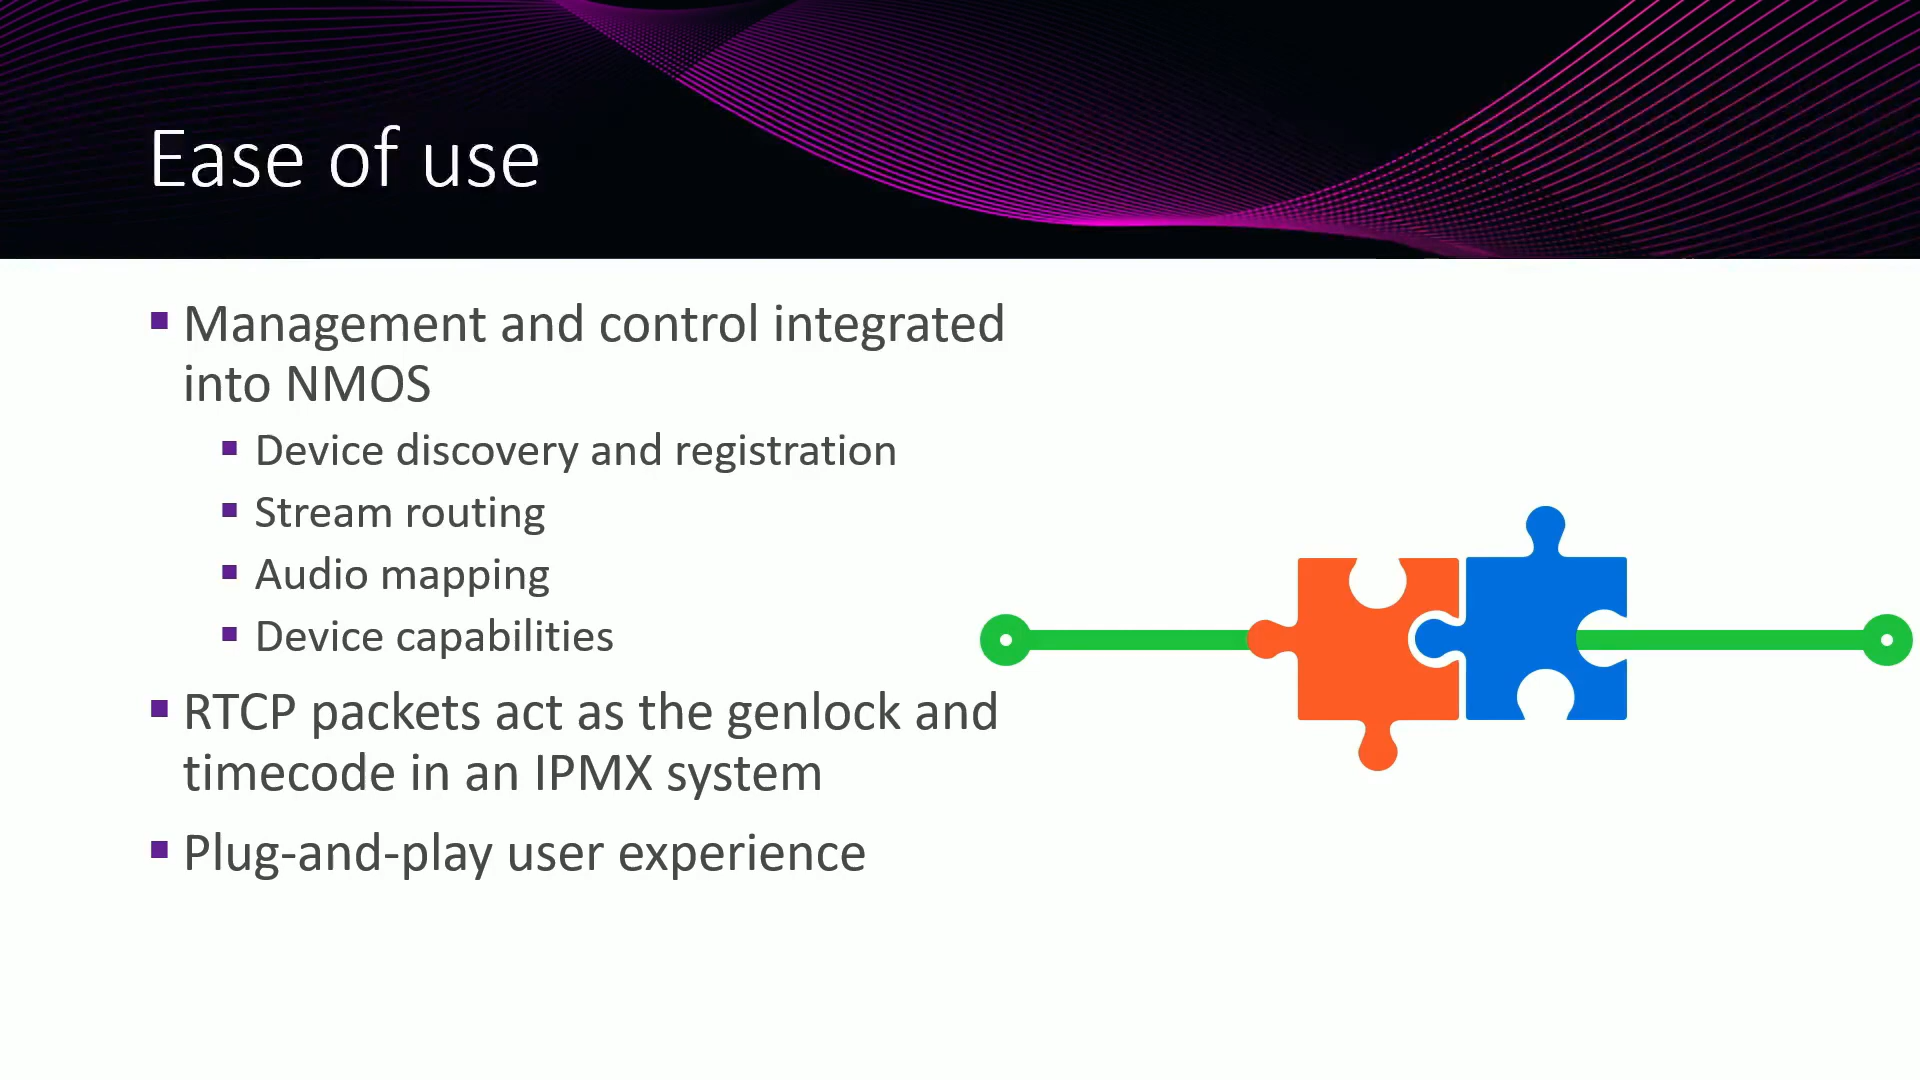 Ease of use
Management and control integrated
into NMOS
Device discovery and registration
Stream routing
Audio mapping
Device capabilities
RTCP packets act as the genlock and
timecode in an IPMX system
Plug-and-play user experience